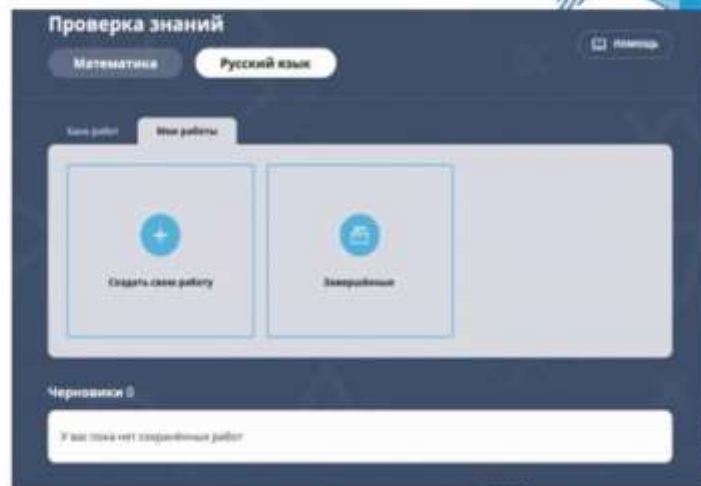 Проверка знаний
помощь
Математика
Русский язык
Банк работ
Мои работы
Создать свою работу
Завершённые
Черновики 0
У вас пока нет сохранённых работ